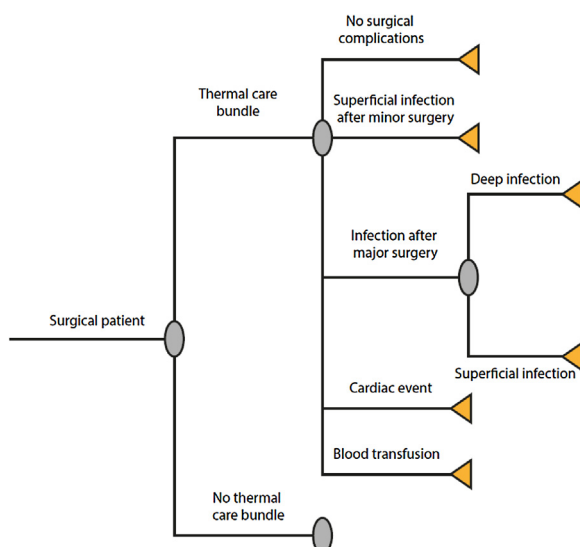 No surgical
complications
Thermal care
bundle
Superficial infection
after minor surgery
Deep infection
Infection after
major surgery
Surgical patient
Superficial infection
Cardiac event
Blood transfusion
No thermal
care bundle